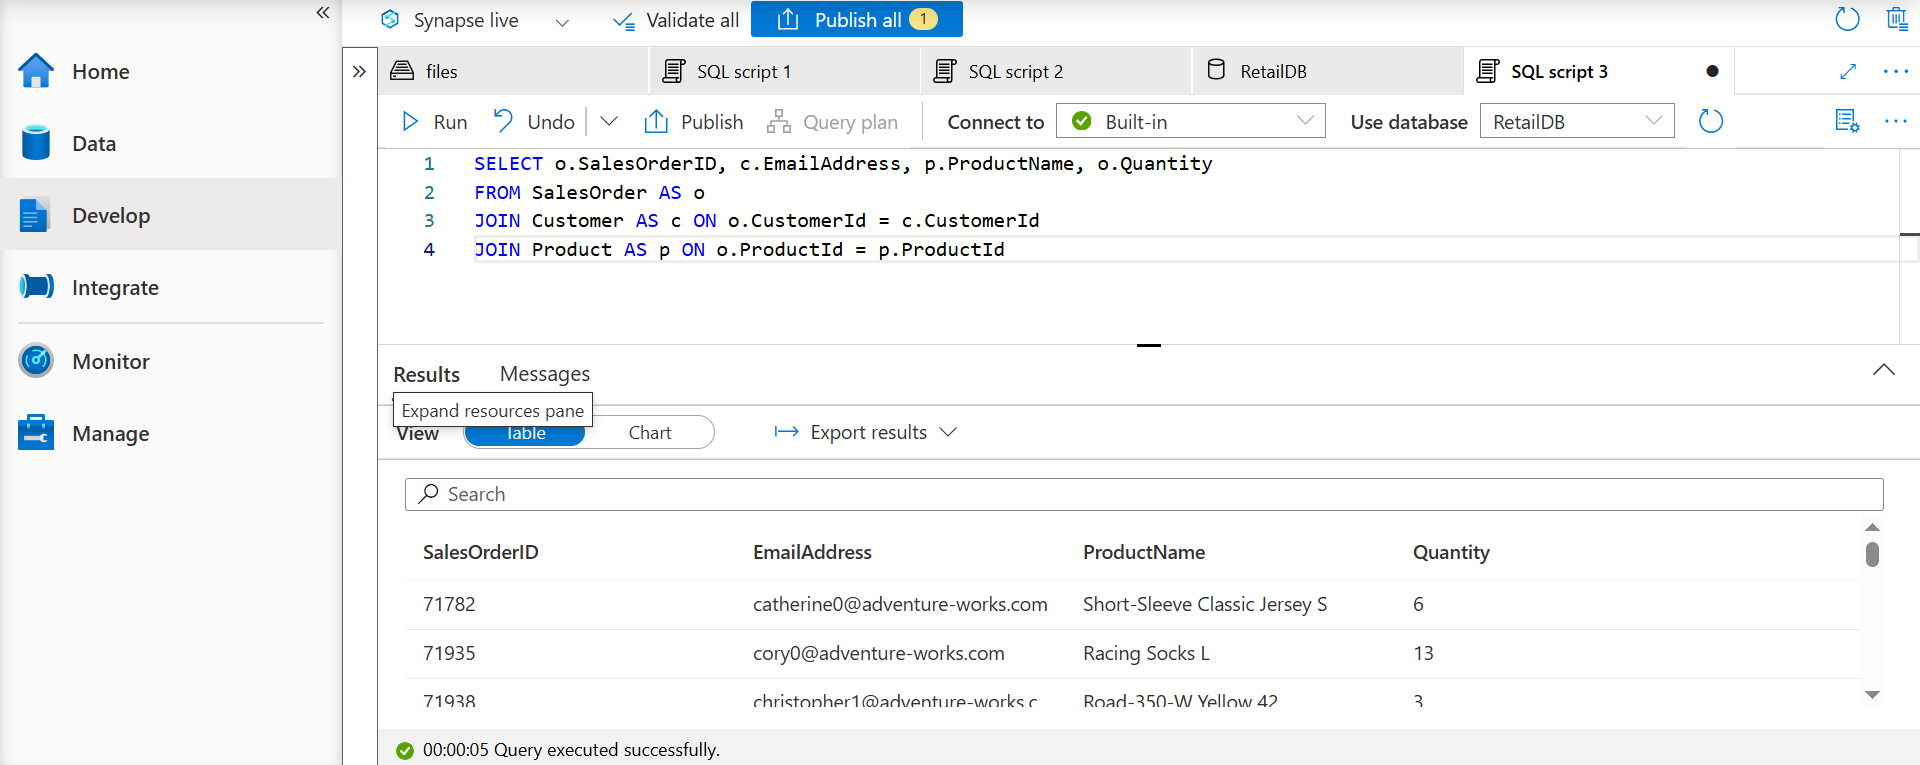 Synapse live
Validate all
Publish all 1
Home
Data
Develop
Integrate
Monitor
Manage
files
SQL script 1
SQL script 2
RetailDB
SQL script 3
Run
Undo
Publish
Query plan
Connect to
Built-in
Use database
RetailDB
1 SELECT o.SalesOrderID, c.EmailAddress, p.ProductName, o.Quantity
2 FROM SalesOrder AS o
3 JOIN Customer AS c ON o.CustomerId = c.CustomerId
4 JOIN Product AS p ON o.ProductId = p.ProductId
Results Messages
Expand resources pane
View Table Chart Export results
Search
SalesOrderID EmailAddress ProductName Quantity
71782 catherine0@adventure-works.com Short-Sleeve Classic Jersey S 6
71935 cory0@adventure-works.com Racing Socks L 13
71938 christopher1@adventure-works.c Road-350-W Yellow 42 3
00:00:05 Query executed successfully.